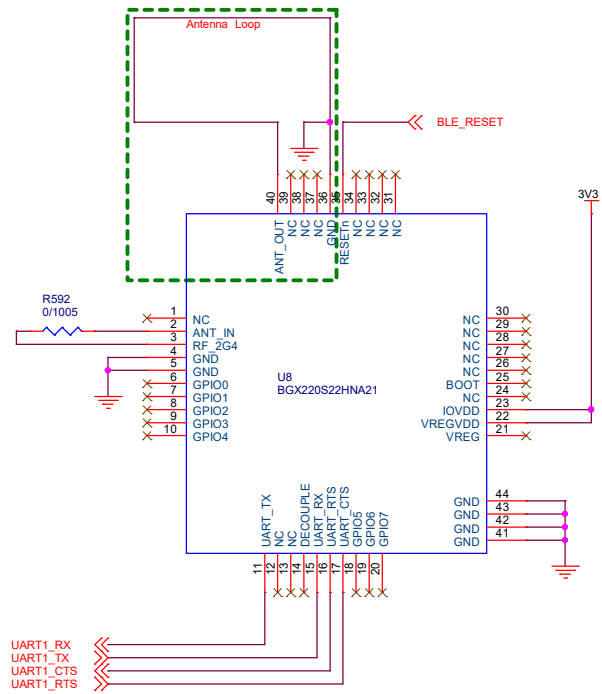 Antenna Loop
BLE_RESET
3V3
40
39
38
37
36
35
34
33
32
31
ANT_OUT
NC
NC
NC
GND
RESETn
NC
NC
NC
NC
R592
0/1005
1 NC
2 ANT_IN
3 RF_2G4
4 GND
5 GND
6 GPIO0
7 GPIO1
8 GPIO2
9 GPIO3
10 GPIO4
U8
BGX220S22HNA21
NC 30
NC 29
NC 28
NC 27
NC 26
BOOT 25
NC 24
IOVDD 23
VREGVDD 22
VREG 21
GND 44
GND 43
GND 42
GND 41
UART_TX
NC
NC
DECOUPLE
UART_RX
UART_RTS
UART_CTS
GPIO5
GPIO6
GPIO7
11
12
13
14
15
16
17
18
19
20
UART1_RX
UART1_TX
UART1_CTS
UART1_RTS